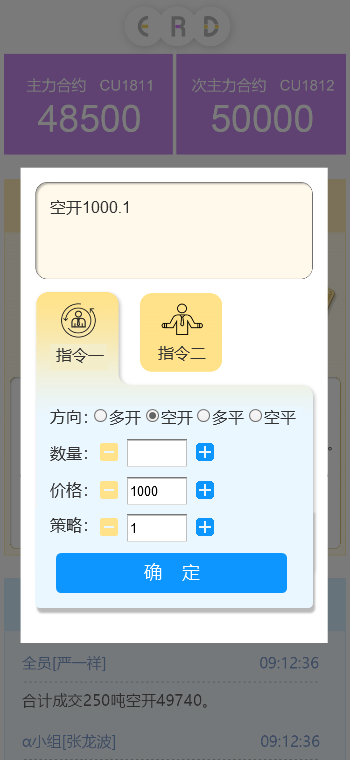 ERD
主力合约 CU1811
48500
次主力合约 CU1812
50000
空开1000.1
指令一
指令二
方向：多开 空开 多平 空平
数量：
价格：1000
策略：1
确 定
全员[严一祥] 09:12:36
合计成交250吨空开49740。
α小组[张龙波] 09:12:36